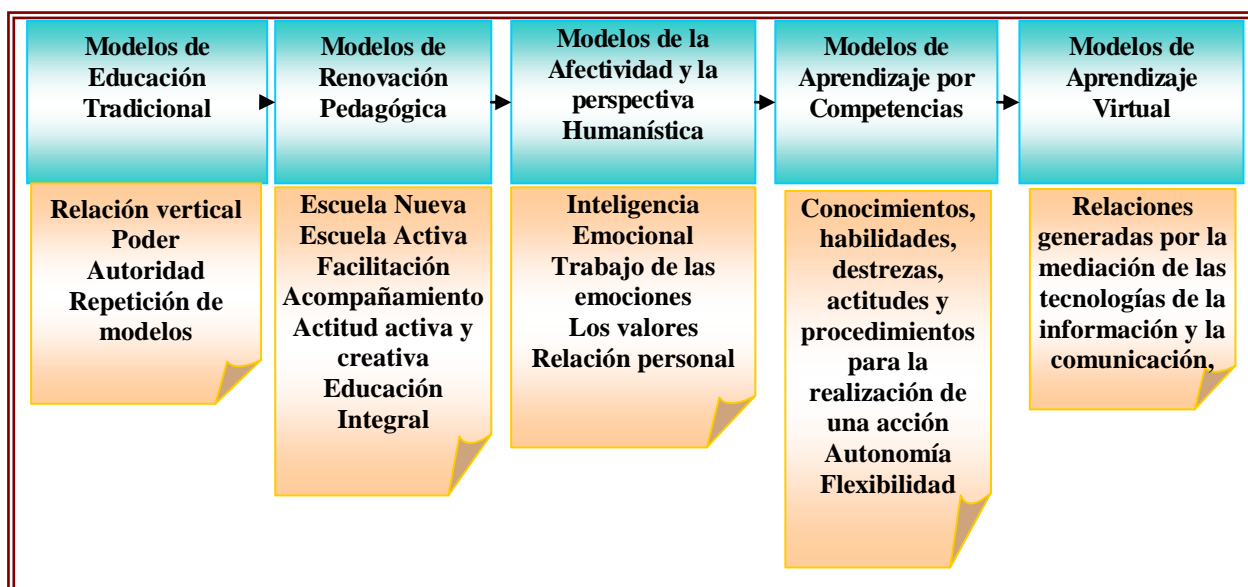 Modelos de
Educación
Tradicional
Relación vertical
Poder
Autoridad
Repetición de
modelos
Modelos de
Renovación
Pedagógica
Escuela Nueva
Escuela Activa
Facilitación
Acompañamiento
Actitud activa y
creativa
Educación
Integral
Modelos de la
Afectividad y la
perspectiva
Humanística
Inteligencia
Emocional
Trabajo de las
emociones
Los valores
Relación personal
Modelos de
Aprendizaje por
Competencias
Conocimientos,
habilidades,
destrezas,
actitudes y
procedimientos
para la
realización de
una acción
Autonomía
Flexibilidad
Modelos de
Aprendizaje
Virtual
Relaciones
generadas por la
mediación de las
tecnologías de la
información y la
comunicación,